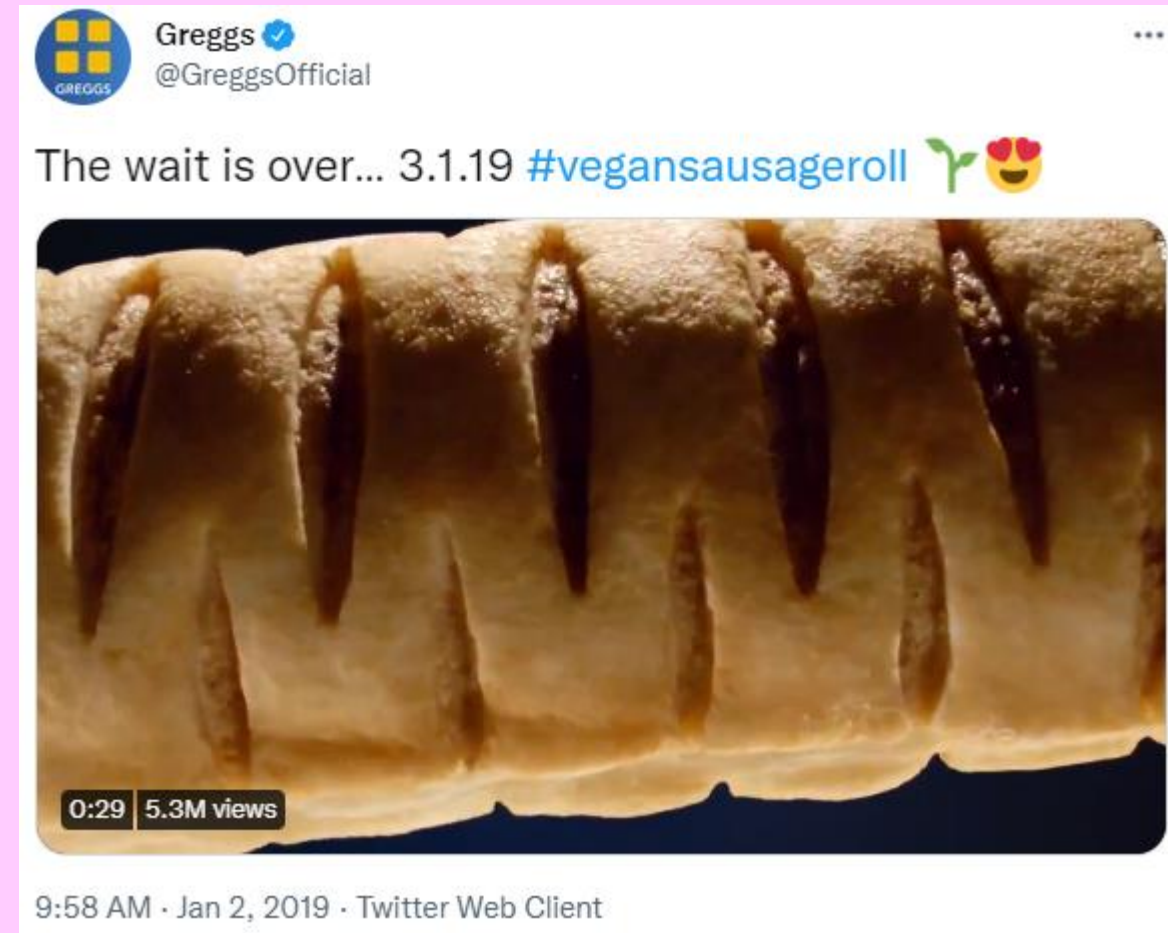 Greggs
@GreggsOfficial
GREGGS
The wait is over... 3.1.19 #vegansausageroll 🌱😍
0:29 5.3M views
9:58 AM · Jan 2, 2019 · Twitter Web Client